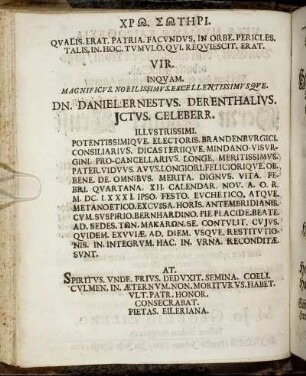 ΧΡΩ. ΣΩΤΗΡΙ.
QVALIS. ERAT. PATRIA. FACUNDVS, IN ORBE. PERICLES.
TALIS, IN. HOC. TVMVLO. QVI. REQVIESCIT. ERAT.
VIR.
INQVAM.
MAGNIFICVS. NOBILISSIMVS. EXCELLENTISSIMVSQVE.
DN. DANIEL. ERNESTVS. DERENTHALIVS.
JCTVS. CELEBERR.
ILLVSTRISSIMI.
POTENTISSIMIQVE. ELECTORIS. BRANDENBVRGICI.
CONSILIARIVS. DICASTERIIQVE. MINDANO-VISVR-
GINI. PRO-CANCELLARIVS. LONGE. MERITISSIMVS.
PATER. VIDUVS. AVVS. LONGIORI. FELICIORIQVE. OB.
BENE. DE. OMNIBVS. MERITA. DIGNVS. VITA. FE-
BRI. QVARTANA. XII. CALENDAR. NOV. A. O. R.
M. DC. LXXXI. IPSO. FESTO. EVCHETICO. ATQVE.
METANOETICO. EXCVSSA. HORIS. ANTEMERIDIANIS.
CVM. SVSPIRIO. BERNHARDINO. PIE. PLACIDE. BEATE.
AD. SEDES. TΩN. MAKARΩN. SE. CONTVLIT. CVJVS.
QVIDEM. EXVVIÆ. AD. DIEM. VSQVE. RESTITVTIO-
NIS. IN. INTEGRVM. HAC. IN. VRNA. RECONDITÆ.
SVNT.
AT.
SPIRITVS. VNDE. PRIVS. DEDVXIT. SEMINA. COELI.
CVLMEN. IN. ÆTERNVM. NON. MORITVRVS. HABET.
VLT. PATR. HONOR.
CONSECRABAT.
PIETAS. EILERIANA.